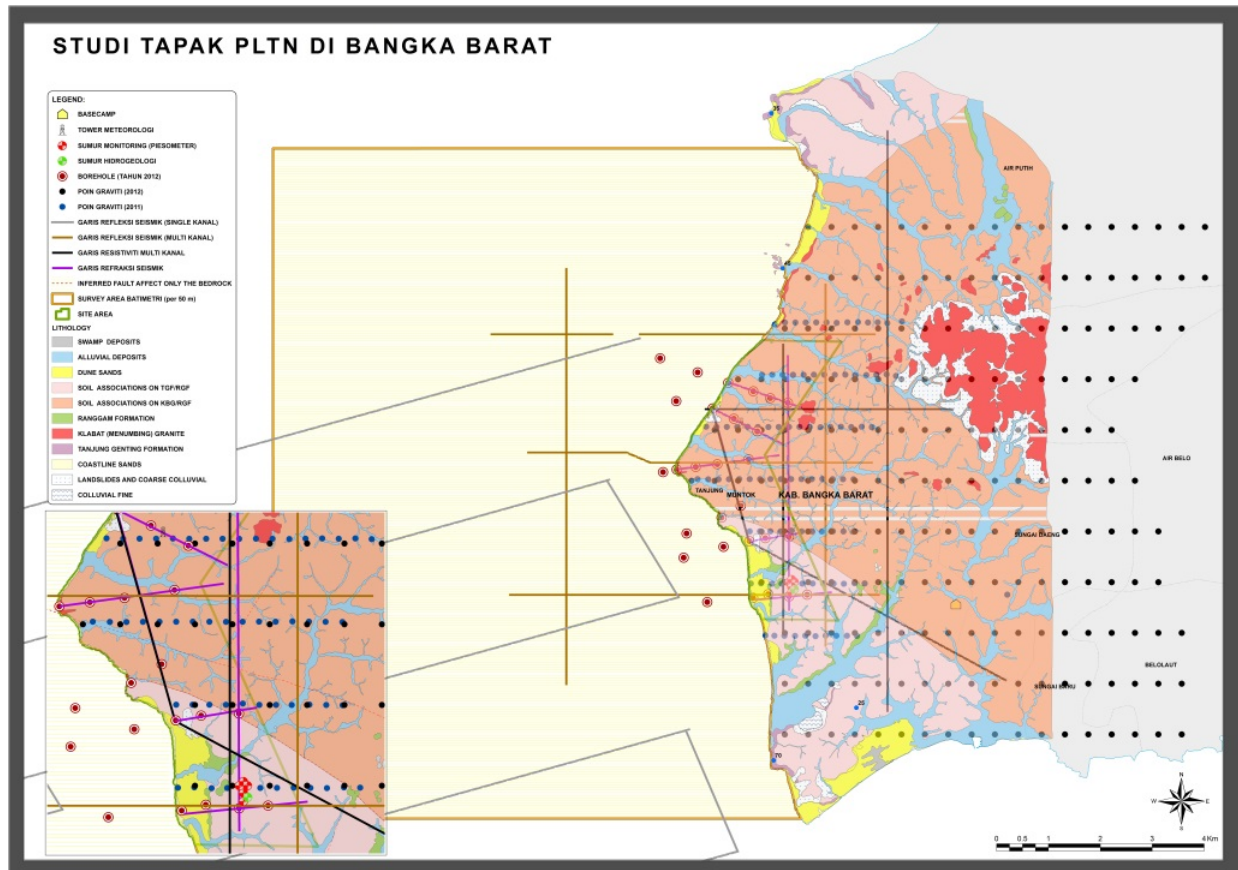 STUDI TAPAK PLTN DI BANGKA BARAT
LEGEND:
BASECAMP
TOWER METEOROLOGI
SUMUR MONITORING (PIESOMETER)
SUMUR HIDROGEOLOGI
BOREHOLE (TAHUN 2012)
POIN GRAVITI (2012)
POIN GRAVITI (2011)
GARIS REFLEKSI SEISMIK (SINGLE KANAL)
GARIS REFLEKSI SEISMIK (MULTI KANAL)
GARIS RESISTIVITI MULTI KANAL
GARIS REFRAKSI SEISMIK
INFERRED FAULT AFFECT ONLY THE BEDROCK
SURVEY AREA BATIMETRI (per 50 m)
SITE AREA
LITHOLOGY
SWAMP DEPOSITS
ALLUVIAL DEPOSITS
DUNE SANDS
SOIL ASSOCIATIONS ON TGF/RGF
SOIL ASSOCIATIONS ON KBG/RGF
RANGGAM FORMATION
KLABAT (MENUMBING) GRANITE
TANJUNG GENTING FORMATION
COASTLINE SANDS
LANDSLIDES AND COARSE COLLUVIAL
COLLUVIAL FINE
35
AIR PUTIH
AIR BELO
TANJUNG
MUNTOK
KAB. BANGKA BARAT
SUNGAI DAENG
BELOLAUT
SUNGAI BARU
25
70
N
W E
S
0 0.5 1 2 3 4 Km